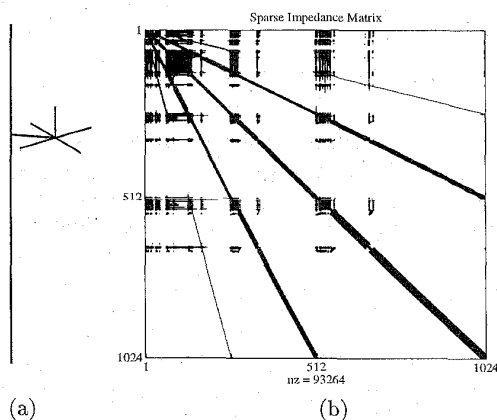 Sparse Impedance Matrix
1
512
1024
1 512 1024
nz = 93264
(a) (b)